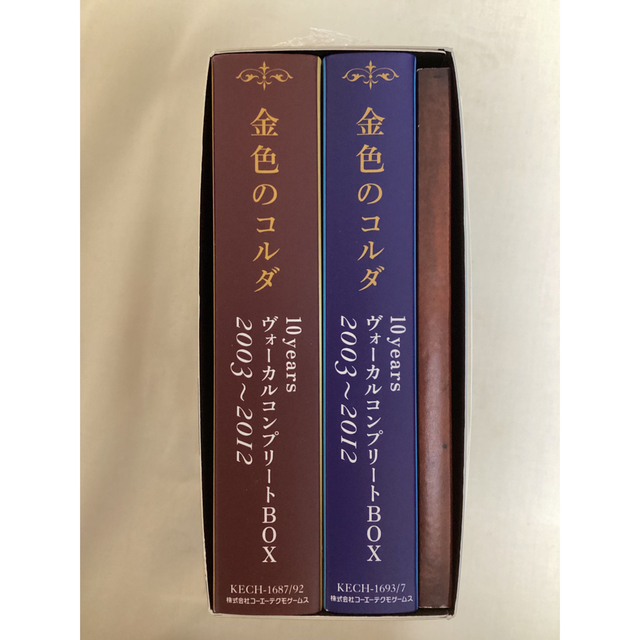 金色のコルダ
10years
ヴォーカルコンプリートBOX
2003～2012
KECH-1687/92
株式会社コーエーテクモゲームス
金色のコルダ
10years
ヴォーカルコンプリートBOX
2003～2012
KECH-1693/7
株式会社コーエーテクモゲームス